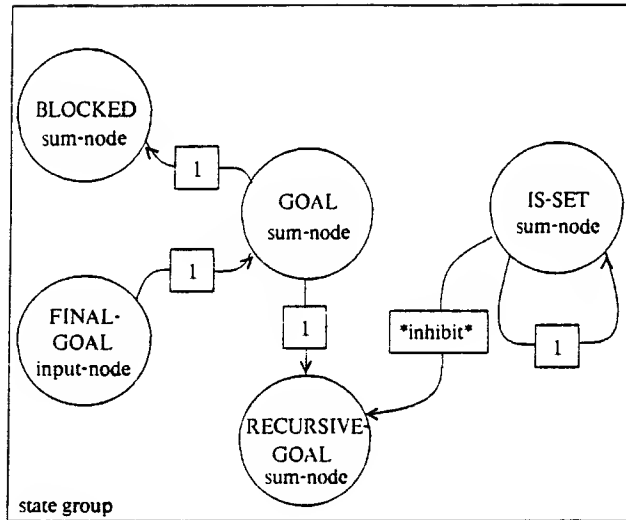 BLOCKED
sum-node
1
GOAL
sum-node
IS-SET
sum-node
1
FINAL-
GOAL
input-node
1
*inhibit*
1
RECURSIVE-
GOAL
sum-node
state group